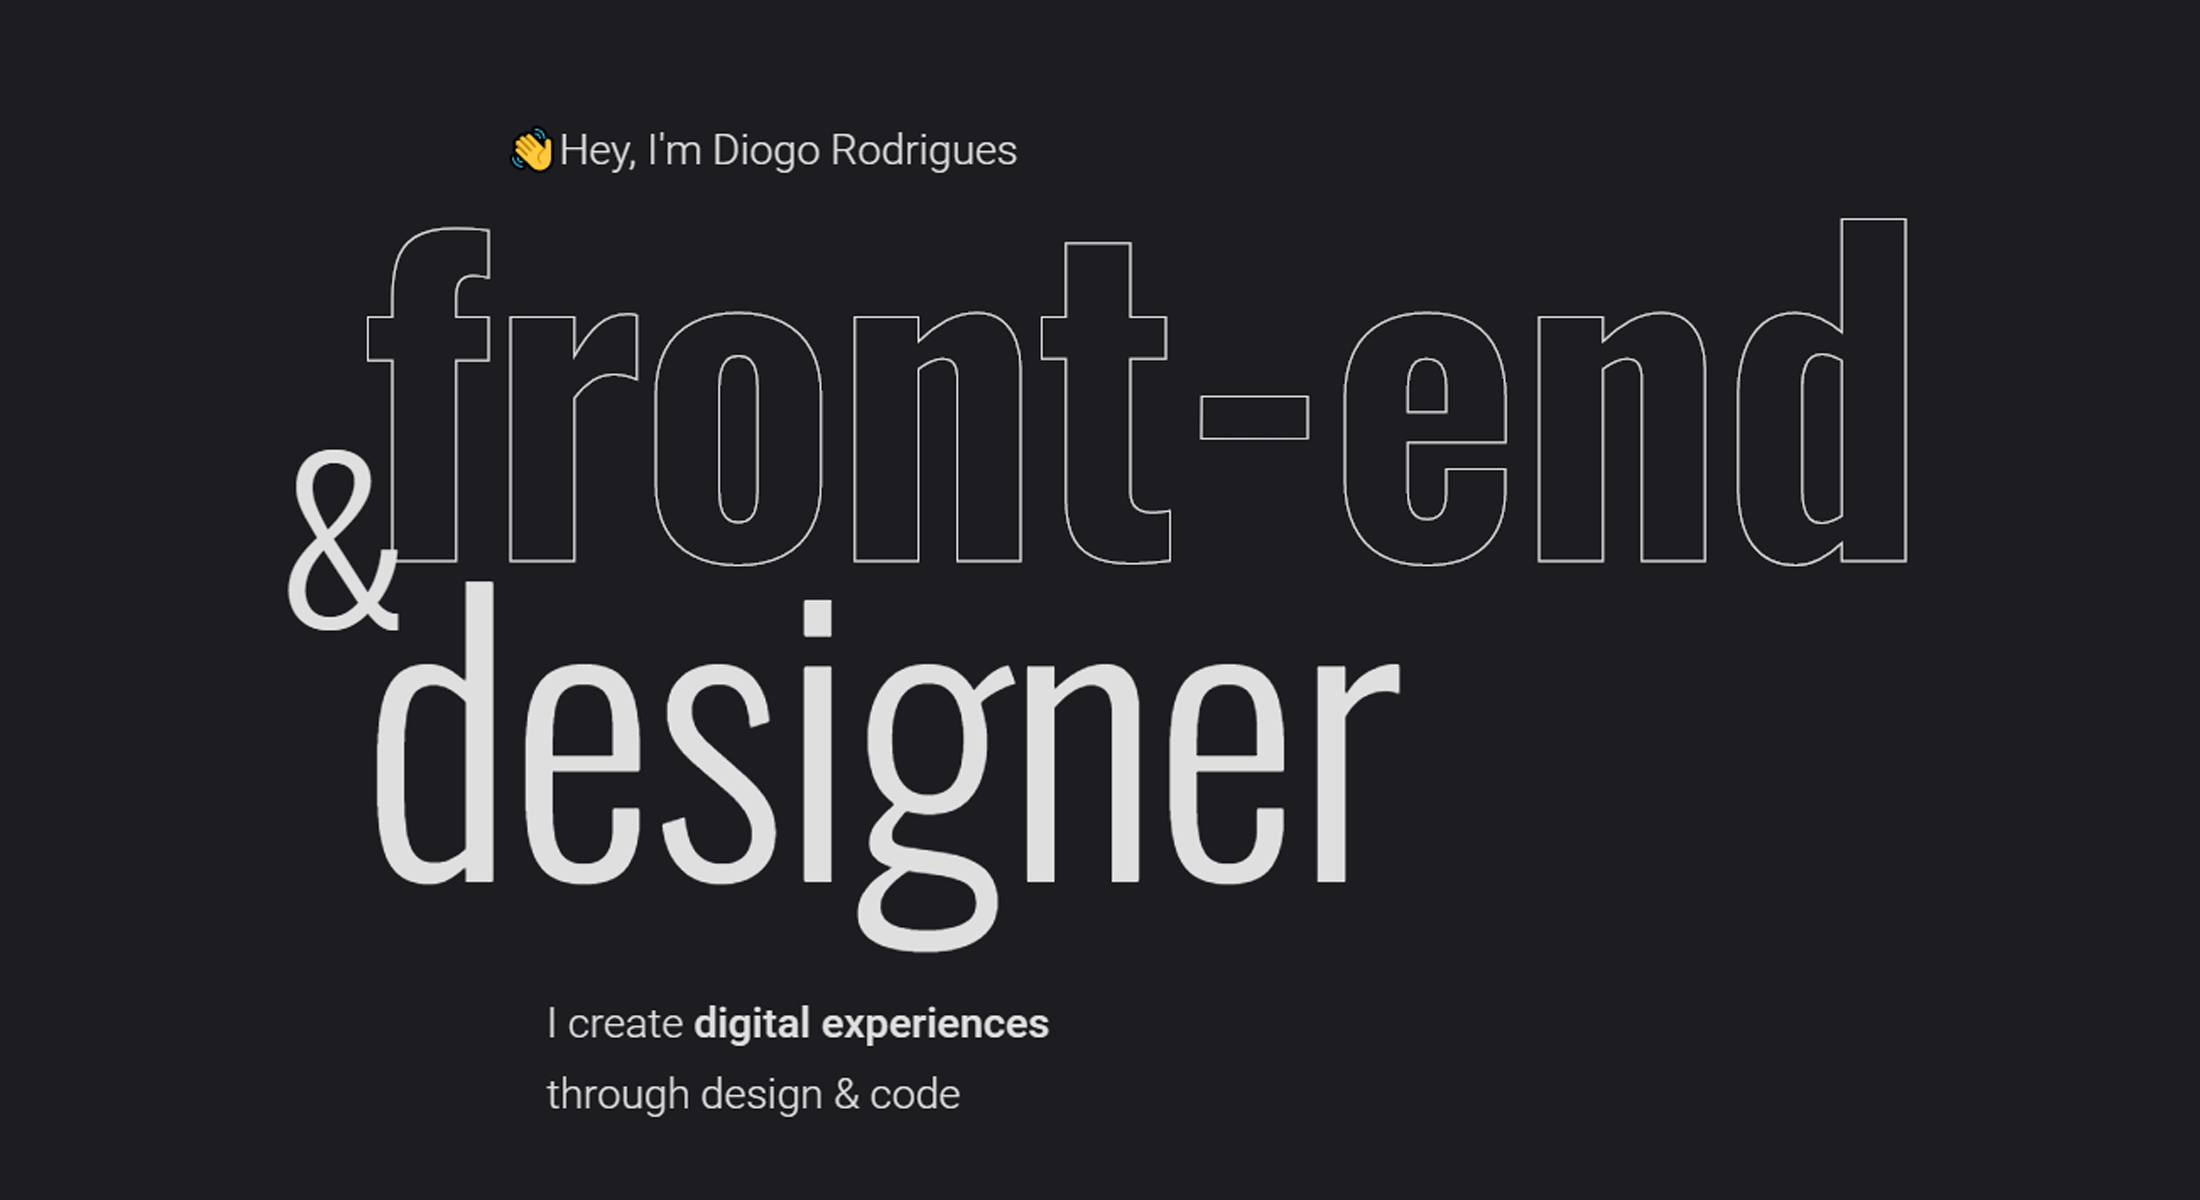 👋Hey, I'm Diogo Rodrigues
front-end
&
designer
I create digital experiences
through design & code